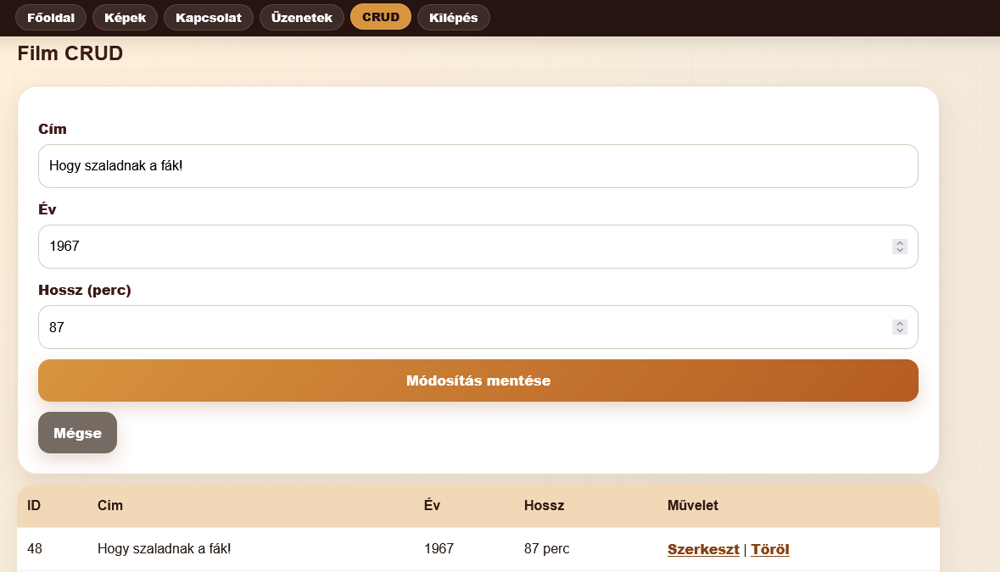 Főoldal Képek Kapcsolat Üzenetek CRUD Kilépés
Film CRUD
Cím
Hogy szaladnak a fák!
Év
1967
Hossz (perc)
87
Módosítás mentése
Mégse
ID Cím Év Hossz Művelet
48 Hogy szaladnak a fák! 1967 87 perc Szerkeszt | Töröl